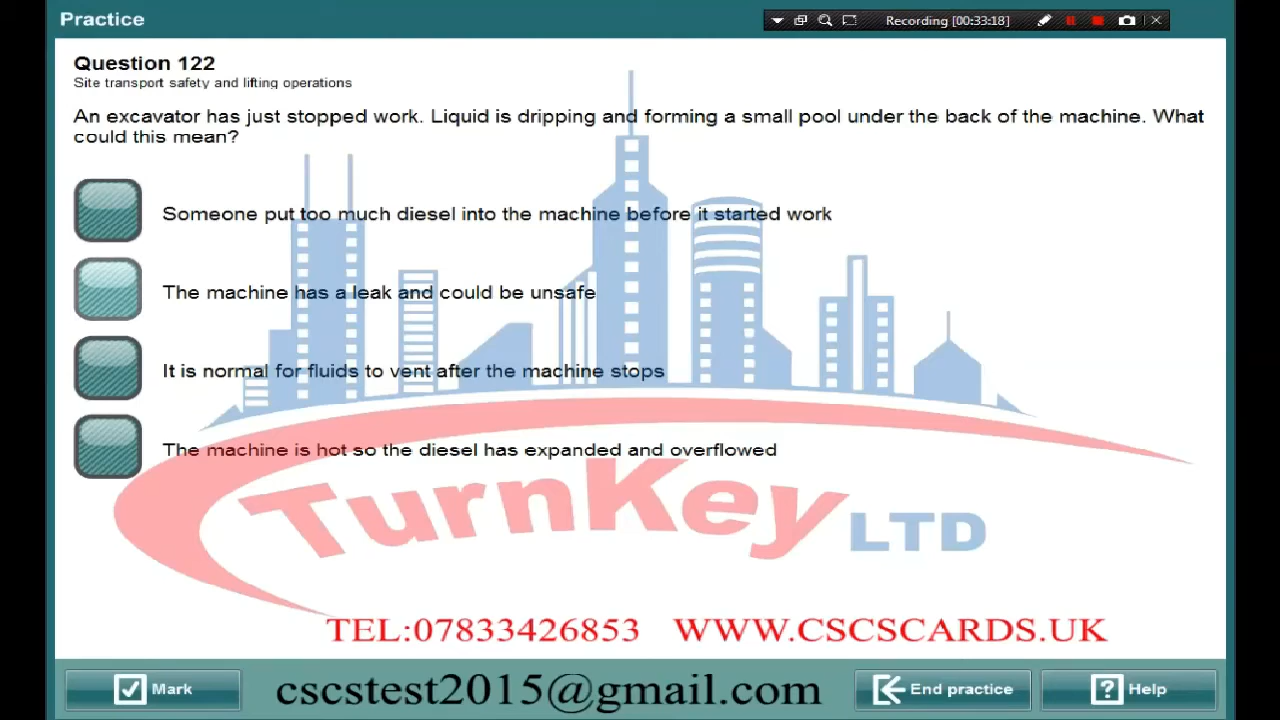 Practice
Recording [00:33:18]
Question 122
Site transport safety and lifting operations
An excavator has just stopped work. Liquid is dripping and forming a small pool under the back of the machine. What
could this mean?
Someone put too much diesel into the machine before it started work
The machine has a leak and could be unsafe
It is normal for fluids to vent after the machine stops
The machine is hot so the diesel has expanded and overflowed
TurnKey LTD
TEL:07833426853 WWW.CSCSCARDS.UK
Mark
cscstest2015@gmail.com
End practice
Help